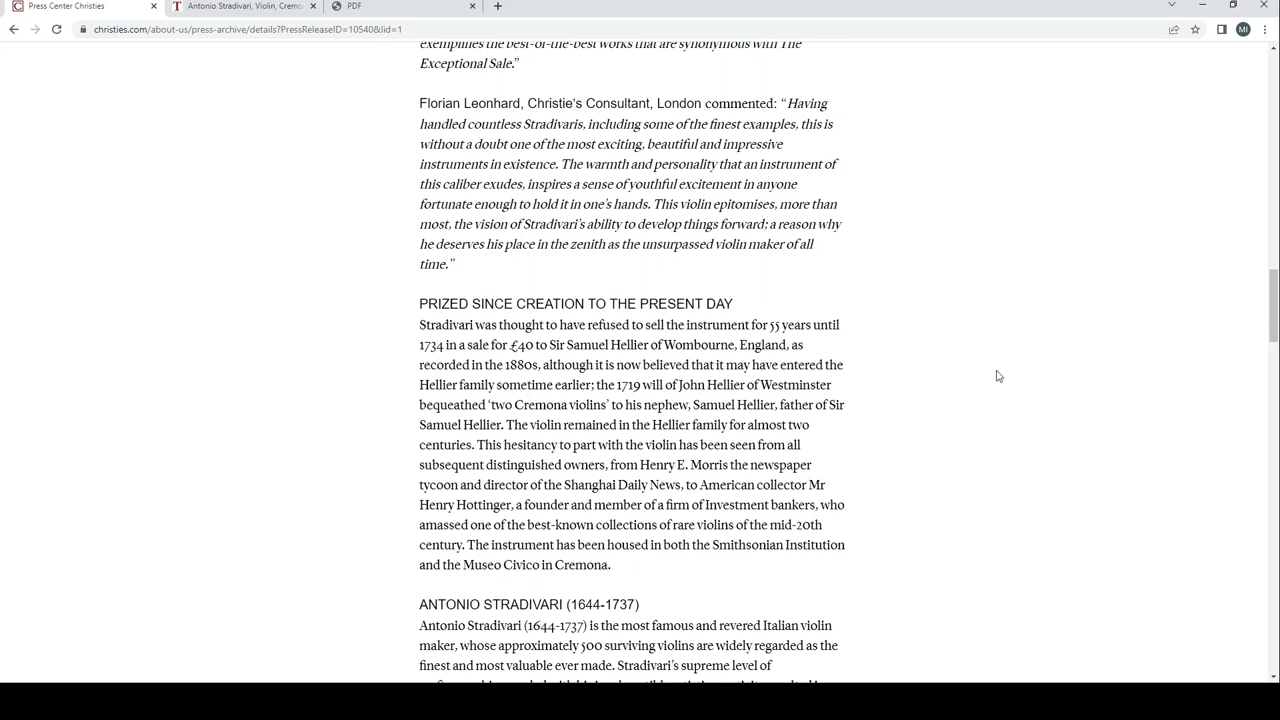 Press Center Christies
Antonio Stradivari, Violin, Cremo
PDF
christies.com/about-us/press-archive/details?PressReleaseID=10540&lid=1
MI
exemplifies the best-of-the-best works that are synonymous with The
Exceptional Sale.”
Florian Leonhard, Christie’s Consultant, London commented: “Having
handled countless Stradivaris, including some of the finest examples, this is
without a doubt one of the most exciting, beautiful and impressive
instruments in existence. The warmth and personality that an instrument of
this caliber exudes, inspires a sense of youthful excitement in anyone
fortunate enough to hold it in one’s hands. This violin epitomises, more than
most, the vision of Stradivari’s ability to develop things forward; a reason why
he deserves his place in the zenith as the unsurpassed violin maker of all
time.”
PRIZED SINCE CREATION TO THE PRESENT DAY
Stradivari was thought to have refused to sell the instrument for 55 years until
1734 in a sale for £40 to Sir Samuel Hellier of Wombourne, England, as
recorded in the 1880s, although it is now believed that it may have entered the
Hellier family sometime earlier; the 1719 will of John Hellier of Westminster
bequeathed ‘two Cremona violins’ to his nephew, Samuel Hellier, father of Sir
Samuel Hellier. The violin remained in the Hellier family for almost two
centuries. This hesitancy to part with the violin has been seen from all
subsequent distinguished owners, from Henry E. Morris the newspaper
tycoon and director of the Shanghai Daily News, to American collector Mr
Henry Hottinger, a founder and member of a firm of Investment bankers, who
amassed one of the best-known collections of rare violins of the mid-20th
century. The instrument has been housed in both the Smithsonian Institution
and the Museo Civico in Cremona.
ANTONIO STRADIVARI (1644-1737)
Antonio Stradivari (1644-1737) is the most famous and revered Italian violin
maker, whose approximately 500 surviving violins are widely regarded as the
finest and most valuable ever made. Stradivari’s supreme level of